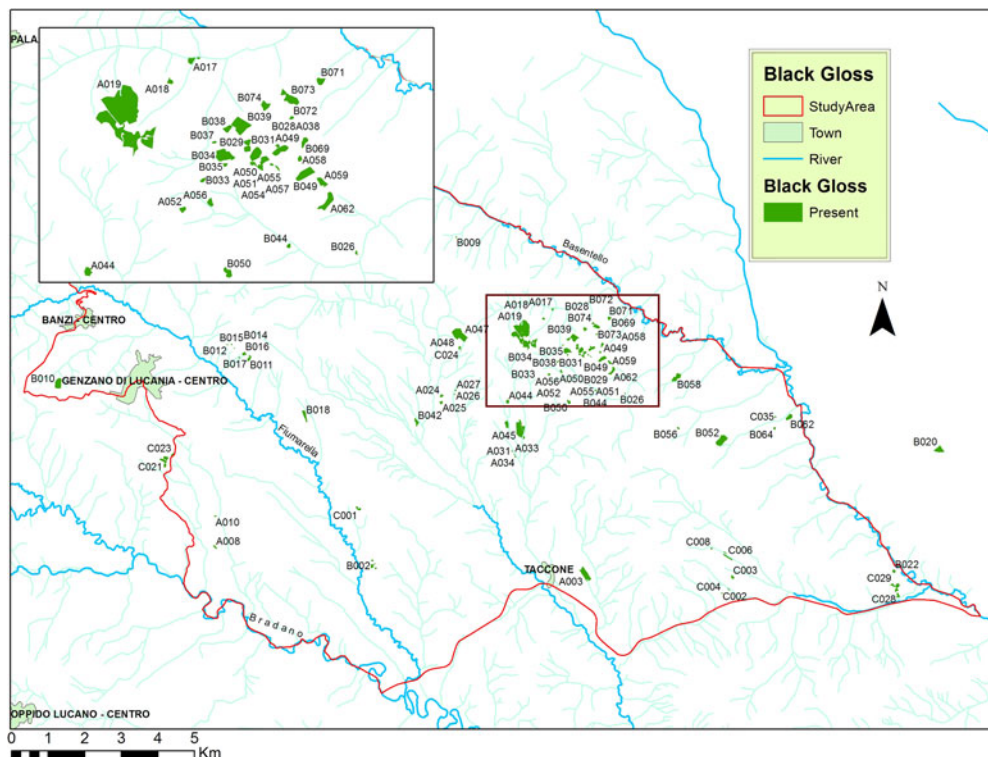 PALA
A017
A019
A018
B071
B073
B074
B072
B039
B038
B028 A038
B037
B029
B031 A049
B069
B034
A058
B035
A050
A055
B033
A051
A057
B049
A059
A056
A054
A052
A062
B044
B026
A044
B050
Black Gloss
StudyArea
Town
River
Black Gloss
Present
N
B009
Basentello
A018
A017
B028
B072
A019
B074
B071
B069
B039
B073 A058
A047
A048
C024
A049
B034
B035
B038
B031
B049
A059
B033
A050
B029
A062
A056
A052
A055
A051
A044
B050
B044
B026
BANZI - CENTRO
B015
B014
B012
B016
B017
B011
B010
GENZANO DI LUCANIA - CENTRO
A024
A027
A026
A025
B042
B018
Fiumarella
B058
C035
B062
B056
B052
B064
B020
A045
A033
A031
A034
C023
C021
A010
A008
C001
B002
TACCONE
A003
C008
C006
C003
C004
C002
B022
C029
C028
Bradano
OPPIDO LUCANO - CENTRO
0 1 2 3 4 5
Km